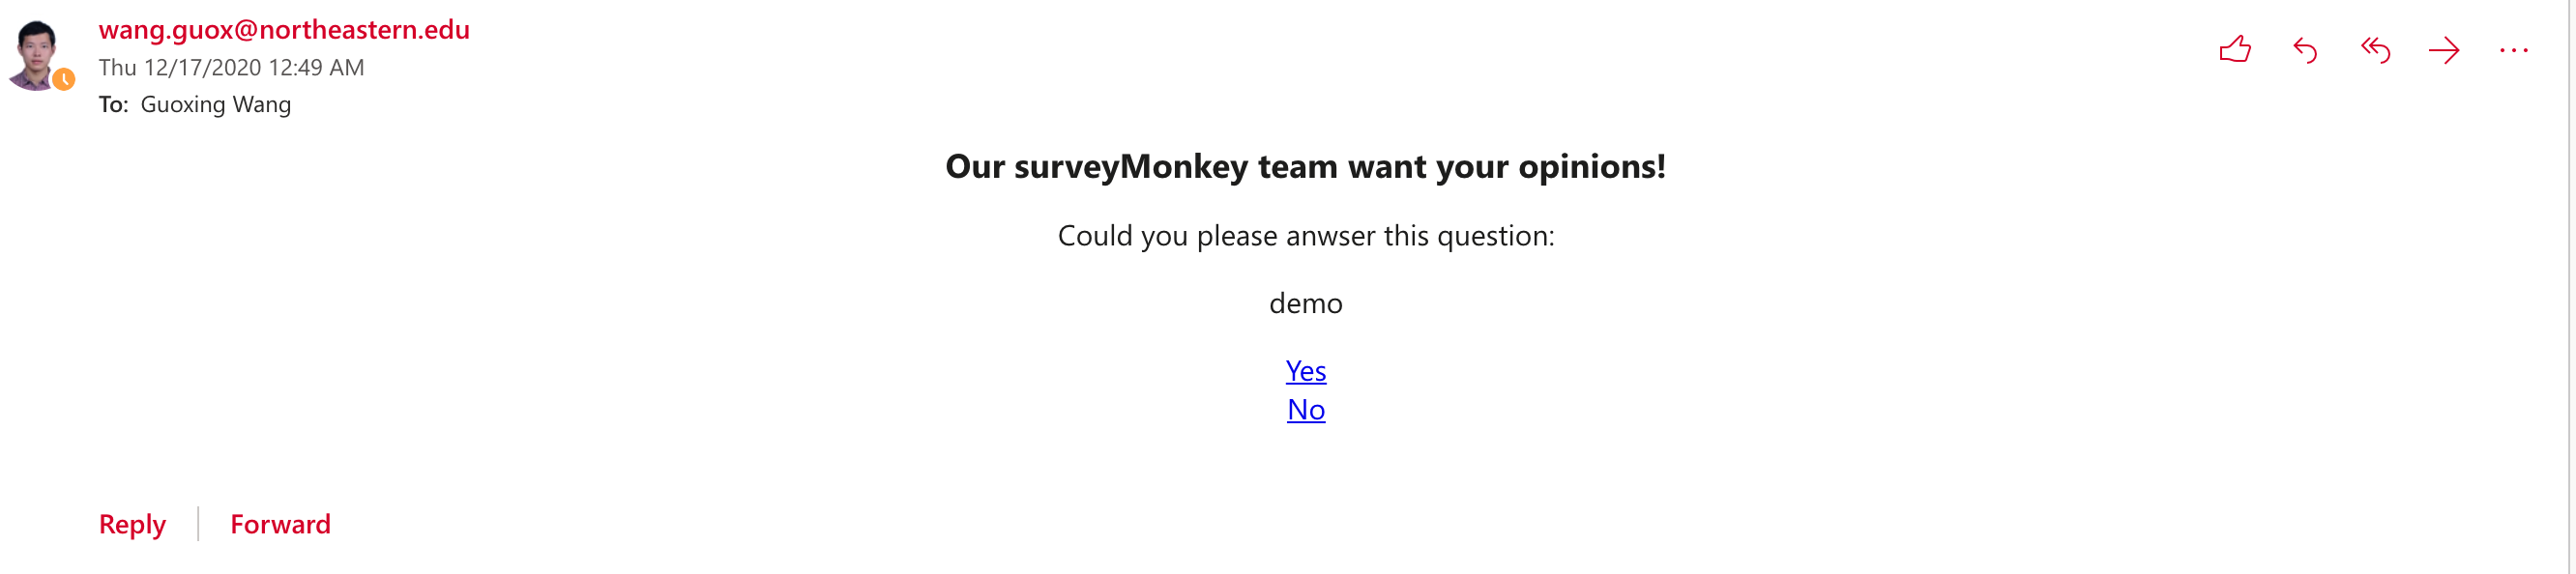 wang.guox@northeastern.edu
Thu 12/17/2020 12:49 AM
To: Guoxing Wang
Our surveyMonkey team want your opinions!
Could you please anwser this question:
demo
Yes
No
Reply
Forward